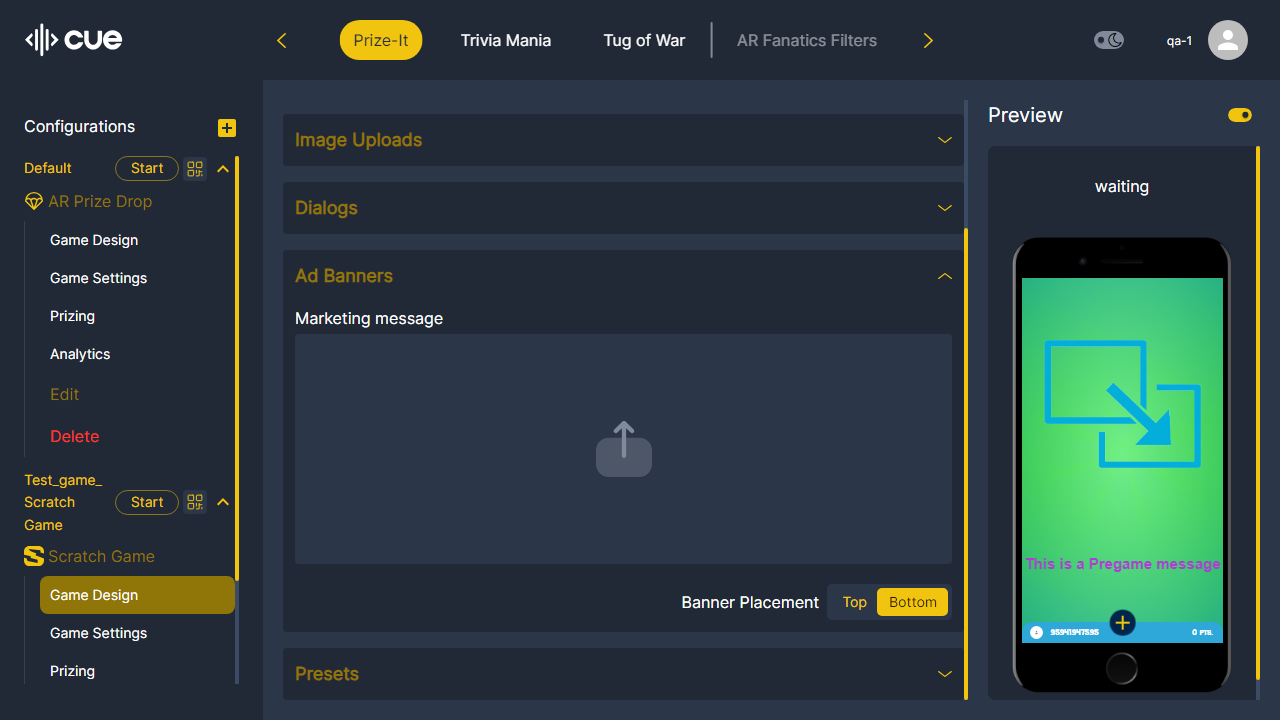 cue
Prize-It
Trivia Mania
Tug of War
AR Fanatics Filters
qa-1
Configurations
Default
Start
AR Prize Drop
Game Design
Game Settings
Prizing
Analytics
Edit
Delete
Test_game_
Scratch
Game
Start
Scratch Game
Game Design
Game Settings
Prizing
Image Uploads
Dialogs
Ad Banners
Marketing message
Banner Placement
Top
Bottom
Presets
Preview
waiting
This is a Pregame message
95941947595
0 PTS.